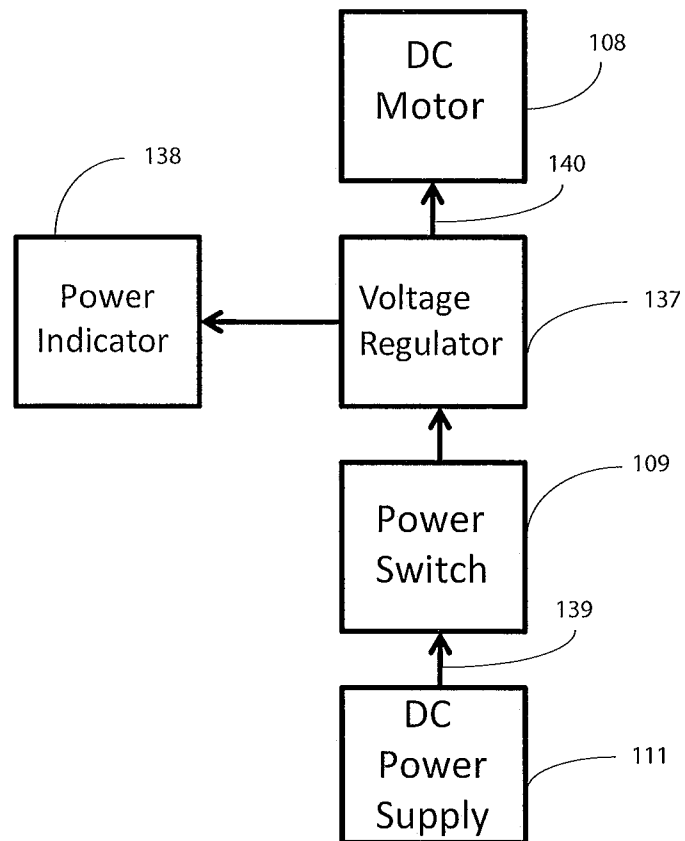 DC
Motor
108
138
140
Power
Indicator
Voltage
Regulator
137
109
Power
Switch
139
DC
Power
Supply
111